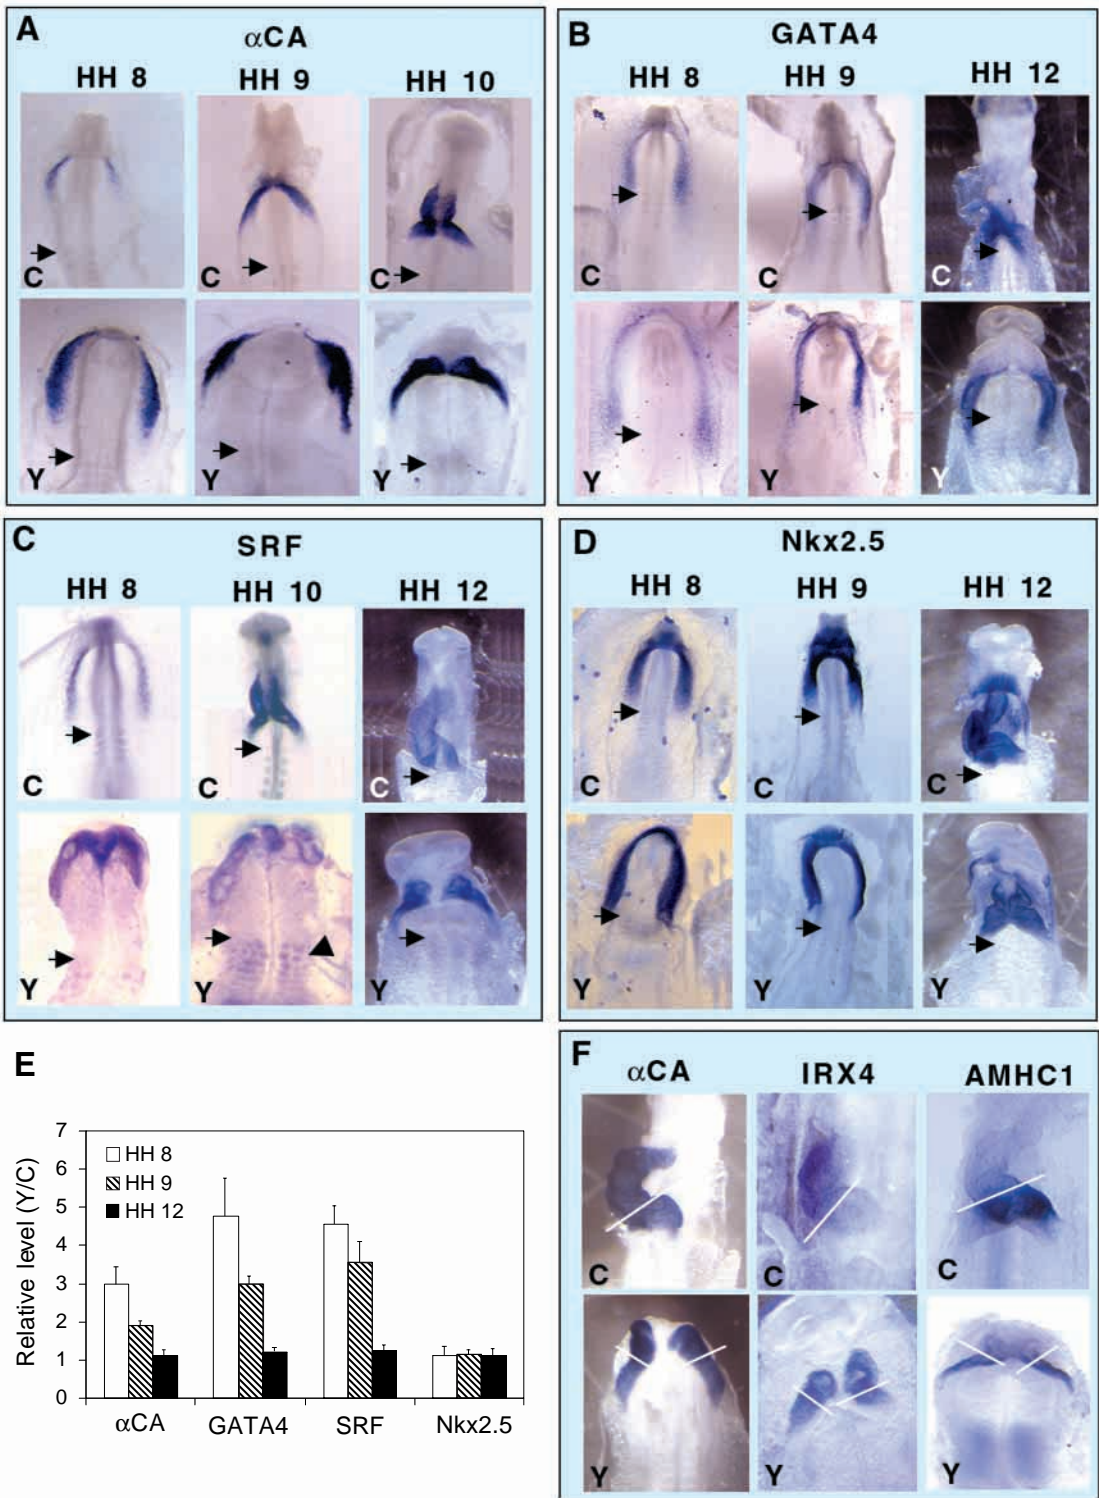 A
αCA
HH 8 HH 9 HH 10
C C C
Y Y Y
B
GATA4
HH 8 HH 9 HH 12
C C C
Y Y Y
C
SRF
HH 8 HH 10 HH 12
C C C
Y Y Y
D
Nkx2.5
HH 8 HH 9 HH 12
C C C
Y Y Y
E
Relative level (Y/C)
7
6
5
4
3
2
1
0
HH 8
HH 9
HH 12
αCA GATA4 SRF Nkx2.5
F
αCA IRX4 AMHC1
C C C
Y Y Y